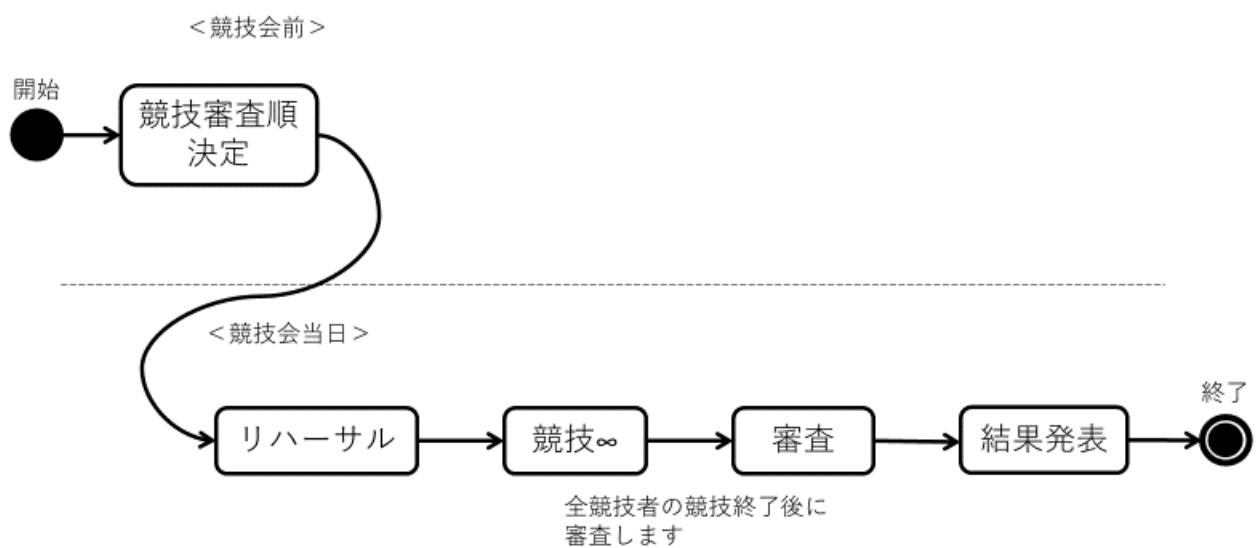 ＜競技会前＞
開始
競技審査順
決定
＜競技会当日＞
終了
リハーサル
競技∞
審査
結果発表
全競技者の競技終了後に
審査します